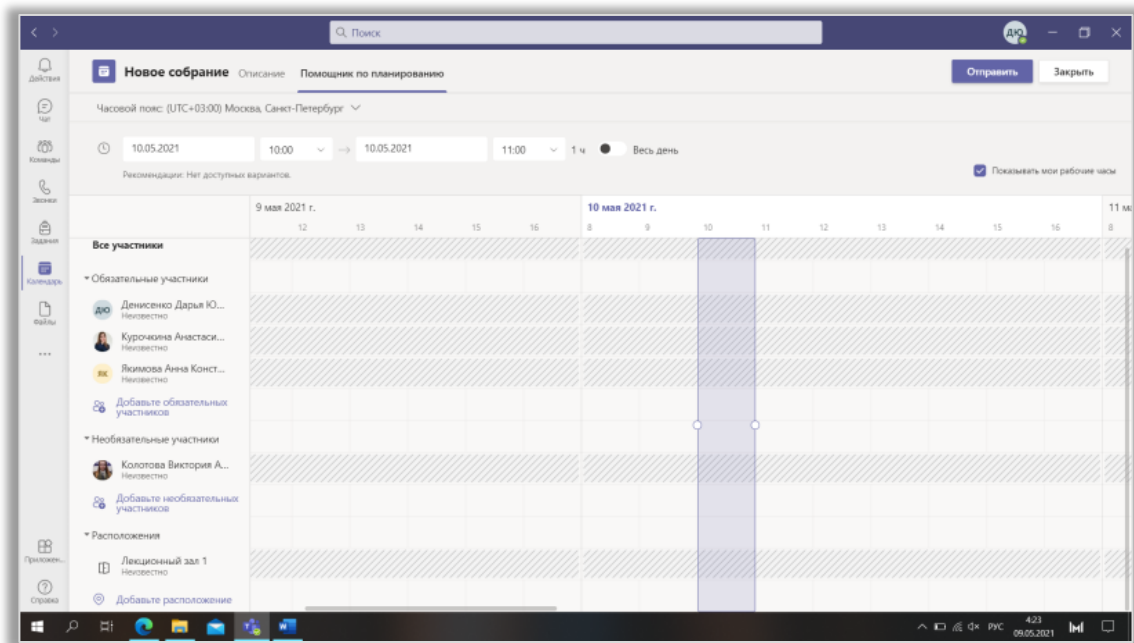 Поиск
ДЮ
Действия
Чат
Команды
Звонки
Задания
Календарь
Файлы
Приложен...
Справка
Новое собрание Описание Помощник по планированию
Отправить Закрыть
Часовой пояс: (UTC+03:00) Москва, Санкт-Петербург
10.05.2021 10:00 → 10.05.2021 11:00 1 ч Весь день
Рекомендации: Нет доступных вариантов.
Показывать мои рабочие часы
9 мая 2021 г. 10 мая 2021 г. 11 ма
12 13 14 15 16 8 9 10 11 12 13 14 15 16 8
Все участники
Обязательные участники
ДЮ Денисенко Дарья Ю...
Неизвестно
Курочкина Анастаси...
Неизвестно
ЯК Якимова Анна Конст...
Неизвестно
Добавьте обязательных
участников
Необязательные участники
Колотова Виктория А...
Неизвестно
Добавьте необязательных
участников
Расположения
Лекционный зал 1
Неизвестно
Добавьте расположение
РУС 4:23
09.05.2021